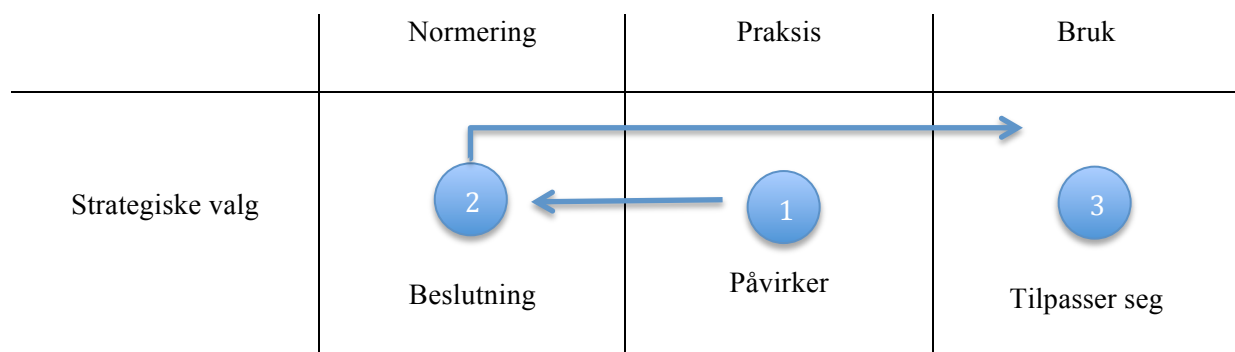 Normering Praksis Bruk
Strategiske valg 2 1 3
Beslutning Påvirker Tilpasser seg